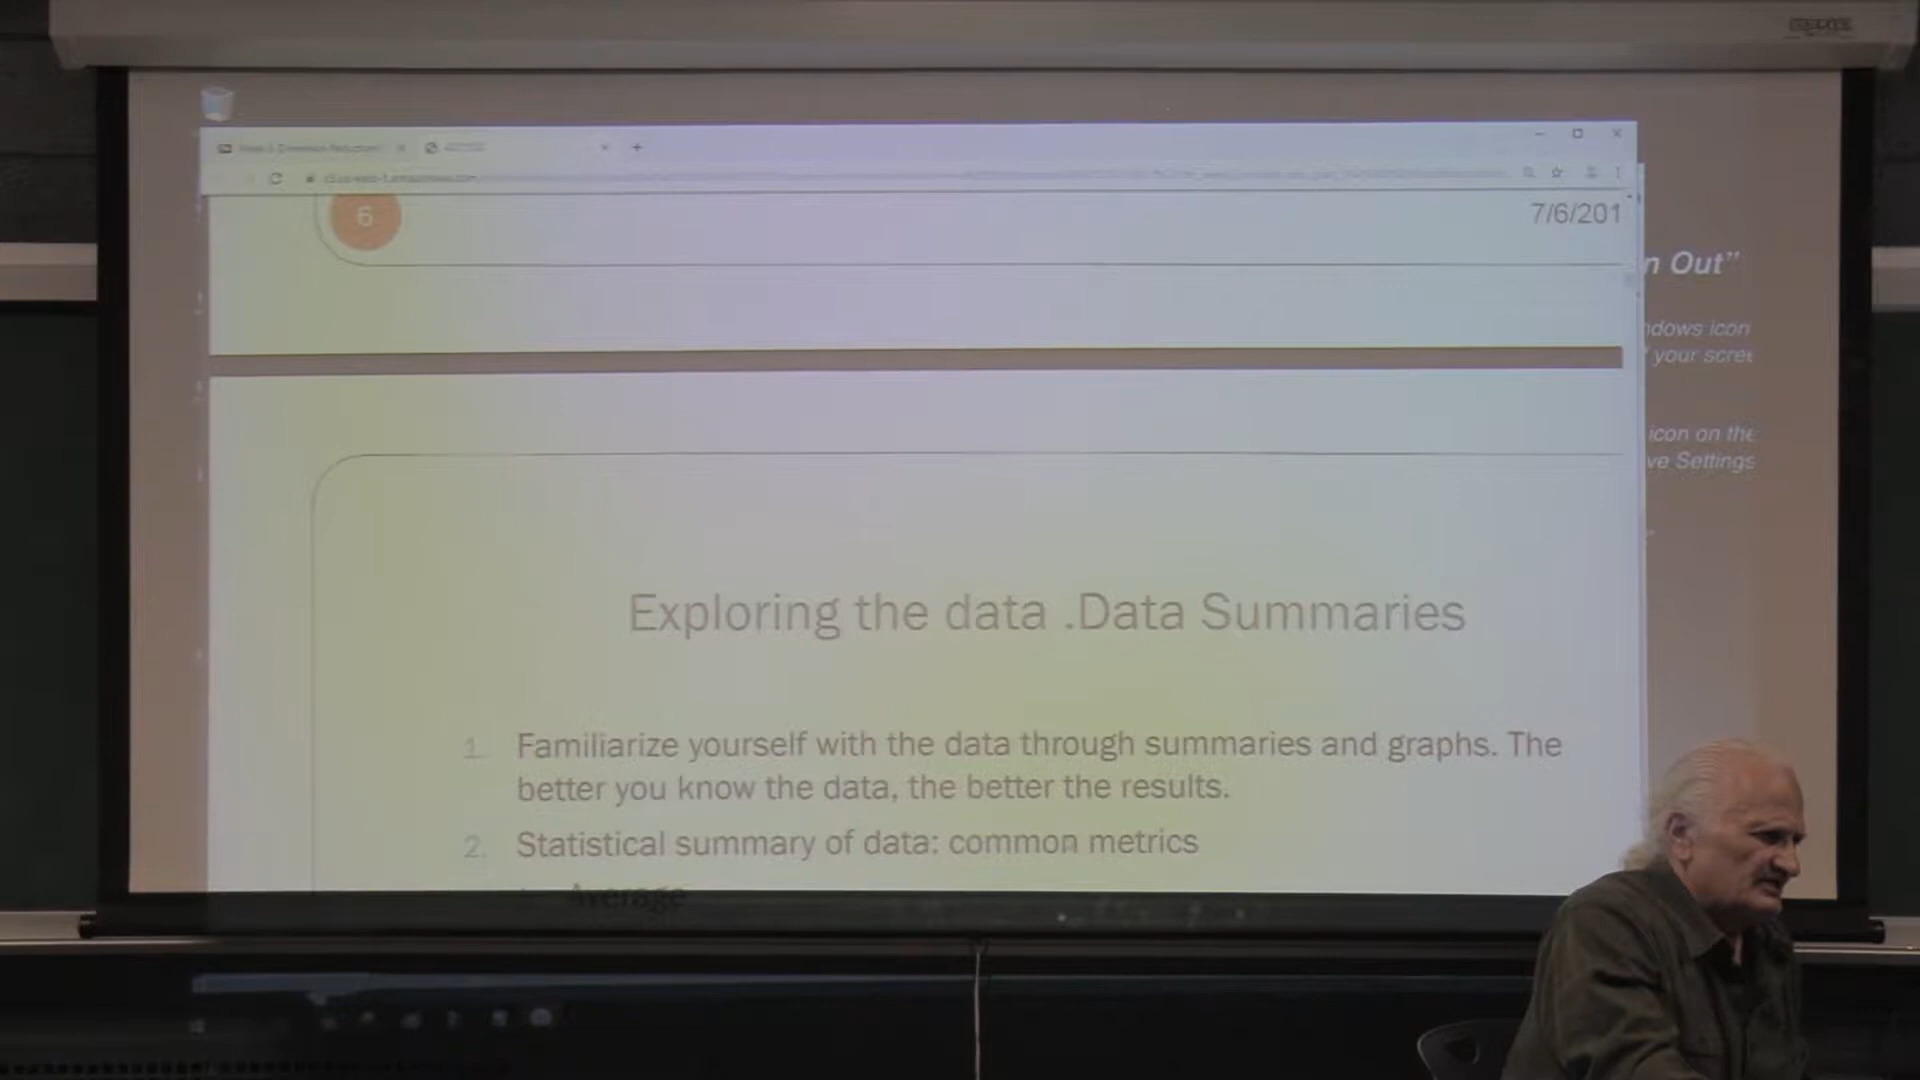 6
7/6/201
n Out"
dows icon
your scree
icon on the
ve Settings
Exploring the data .Data Summaries
1. Familiarize yourself with the data through summaries and graphs. The
better you know the data, the better the results.
2. Statistical summary of data: common metrics
Average